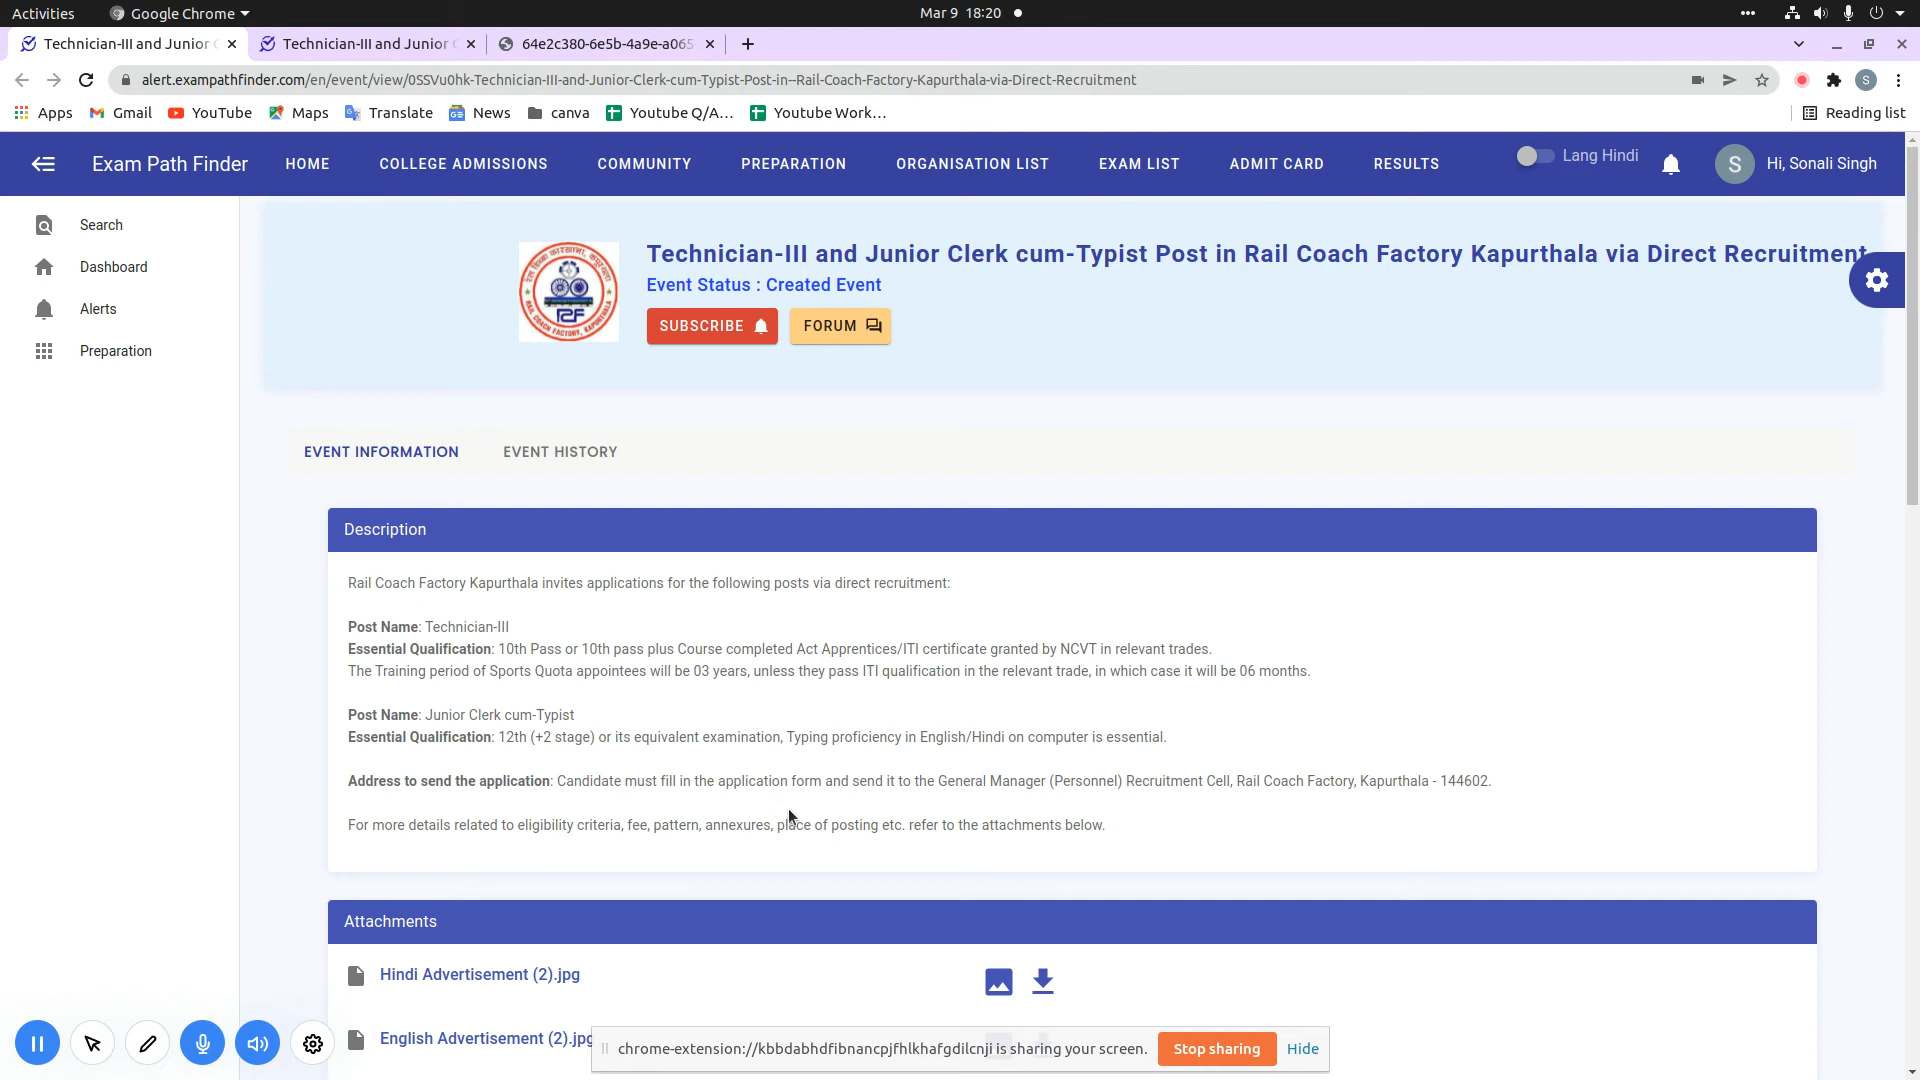 Activities Google Chrome Mar 9 18:20
Technician-III and Junior C Technician-III and Junior C 64e2c380-6e5b-4a9e-a065-
alert.exampathfinder.com/en/event/view/0SSVu0hk-Technician-III-and-Junior-Clerk-cum-Typist-Post-in--Rail-Coach-Factory-Kapurthala-via-Direct-Recruitment S
Apps Gmail YouTube Maps Translate News canva Youtube Q/A... Youtube Work... Reading list
Exam Path Finder HOME COLLEGE ADMISSIONS COMMUNITY PREPARATION ORGANISATION LIST EXAM LIST ADMIT CARD RESULTS Lang Hindi S Hi, Sonali Singh
Search
Dashboard
Alerts
Preparation
Technician-III and Junior Clerk cum-Typist Post in Rail Coach Factory Kapurthala via Direct Recruitment
Event Status : Created Event
SUBSCRIBE FORUM
EVENT INFORMATION EVENT HISTORY
Description
Rail Coach Factory Kapurthala invites applications for the following posts via direct recruitment:
Post Name: Technician-III
Essential Qualification: 10th Pass or 10th pass plus Course completed Act Apprentices/ITI certificate granted by NCVT in relevant trades.
The Training period of Sports Quota appointees will be 03 years, unless they pass ITI qualification in the relevant trade, in which case it will be 06 months.
Post Name: Junior Clerk cum-Typist
Essential Qualification: 12th (+2 stage) or its equivalent examination, Typing proficiency in English/Hindi on computer is essential.
Address to send the application: Candidate must fill in the application form and send it to the General Manager (Personnel) Recruitment Cell, Rail Coach Factory, Kapurthala - 144602.
For more details related to eligibility criteria, fee, pattern, annexures, place of posting etc. refer to the attachments below.
Attachments
Hindi Advertisement (2).jpg
English Advertisement (2).jpg
chrome-extension://kbbdabhdfibnancpjfhlkhafgdilcnji is sharing your screen. Stop sharing Hide